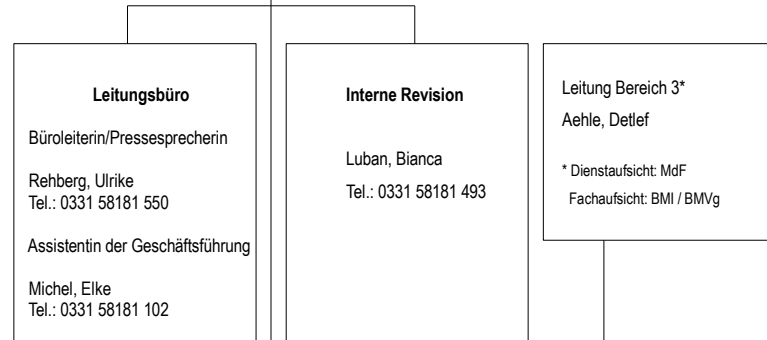 Leitungsbüro
Büroleiterin/Pressesprecherin
Rehberg, Ulrike
Tel.: 0331 58181 550
Assistentin der Geschäftsführung
Michel, Elke
Tel.: 0331 58181 102
Interne Revision
Luban, Bianca
Tel.: 0331 58181 493
Leitung Bereich 3*
Aehle, Detlef
* Dienstaufsicht: MdF
Fachaufsicht: BMI / BMVg